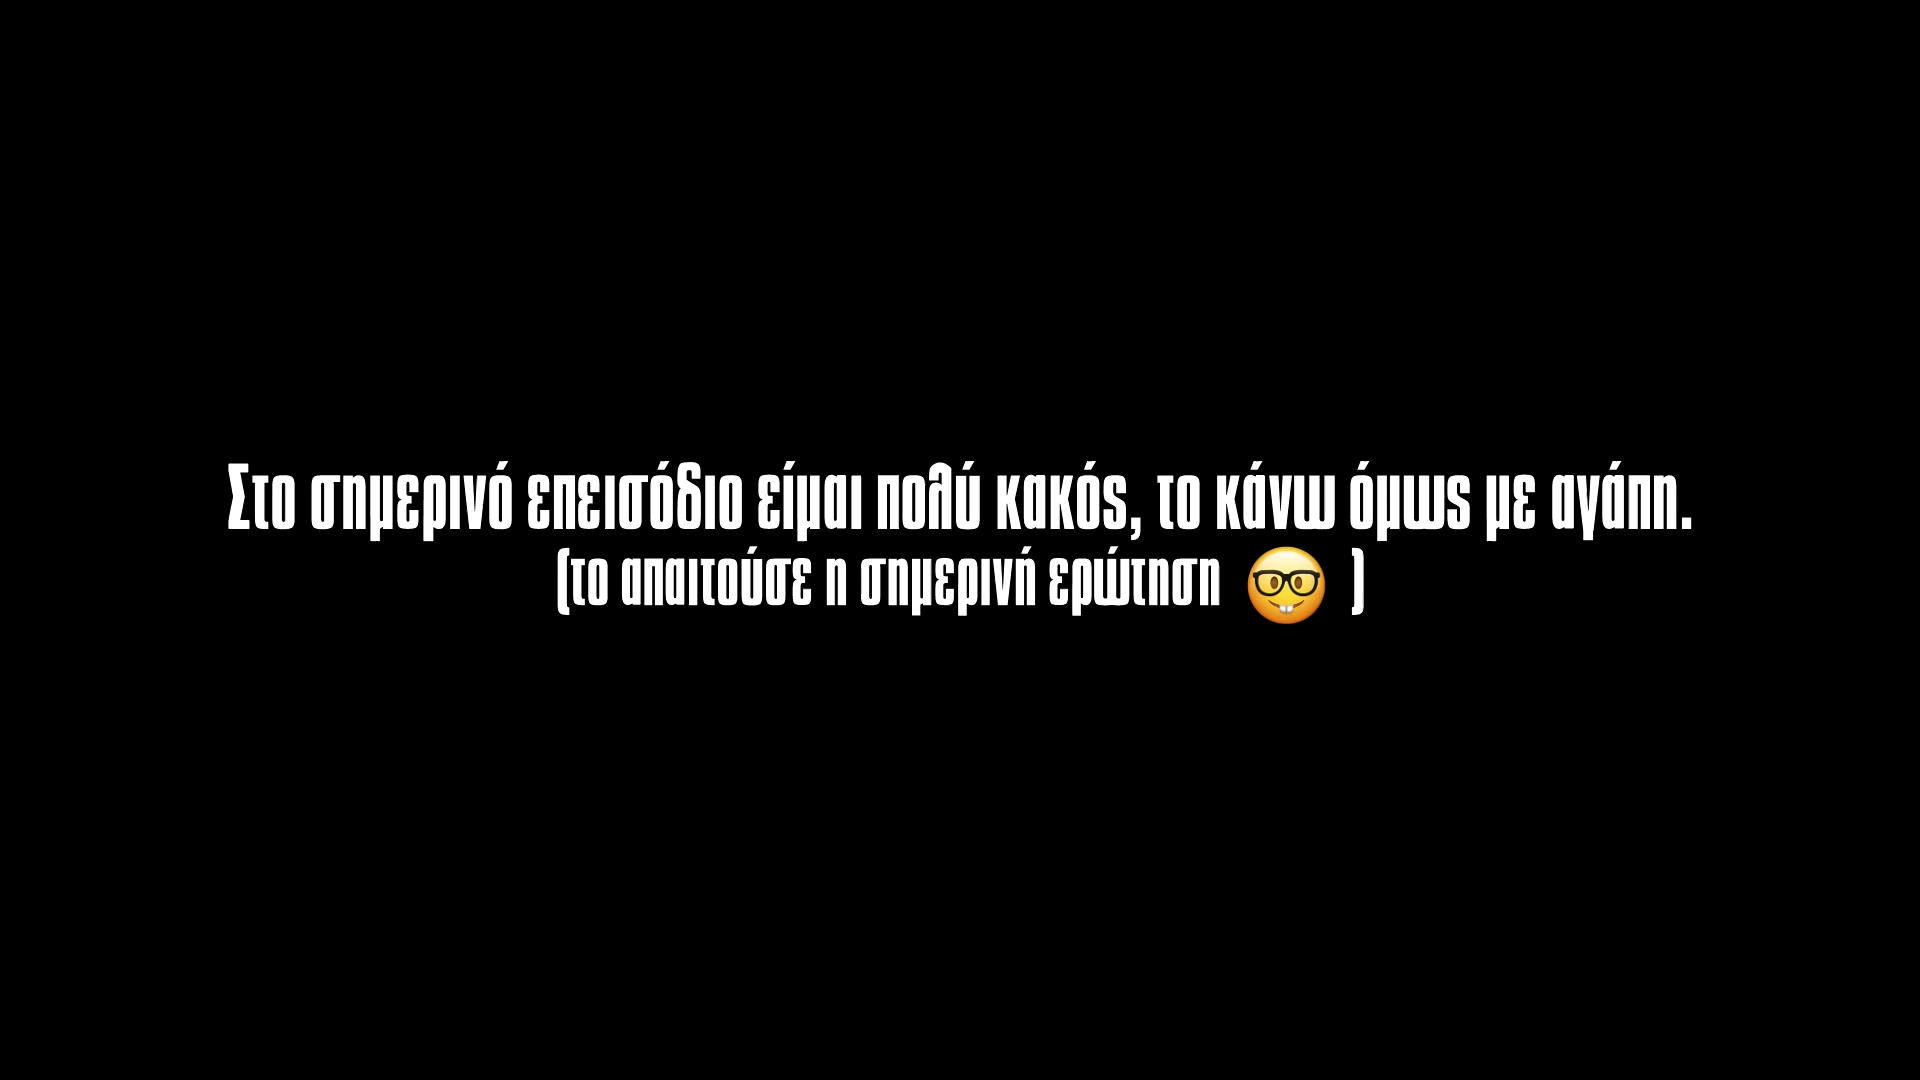 Στο σημερινό επεισόδιο είμαι πολύ κακός, το κάνω όμως με αγάπη.
(το απαιτούσε η σημερινή ερώτηση 🤓 )